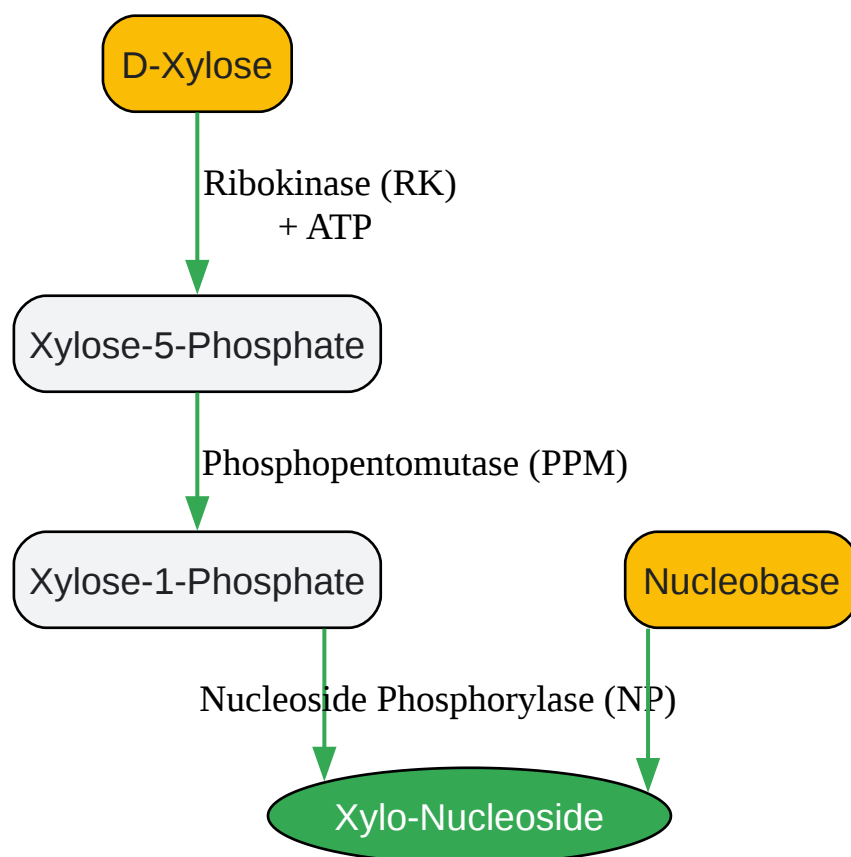 D-Xylose
Ribokinase (RK)
+ ATP
Xylose-5-Phosphate
Phosphopentomutase (PPM)
Xylose-1-Phosphate
Nucleobase
Nucleoside Phosphorylase (NP)
Xylo-Nucleoside